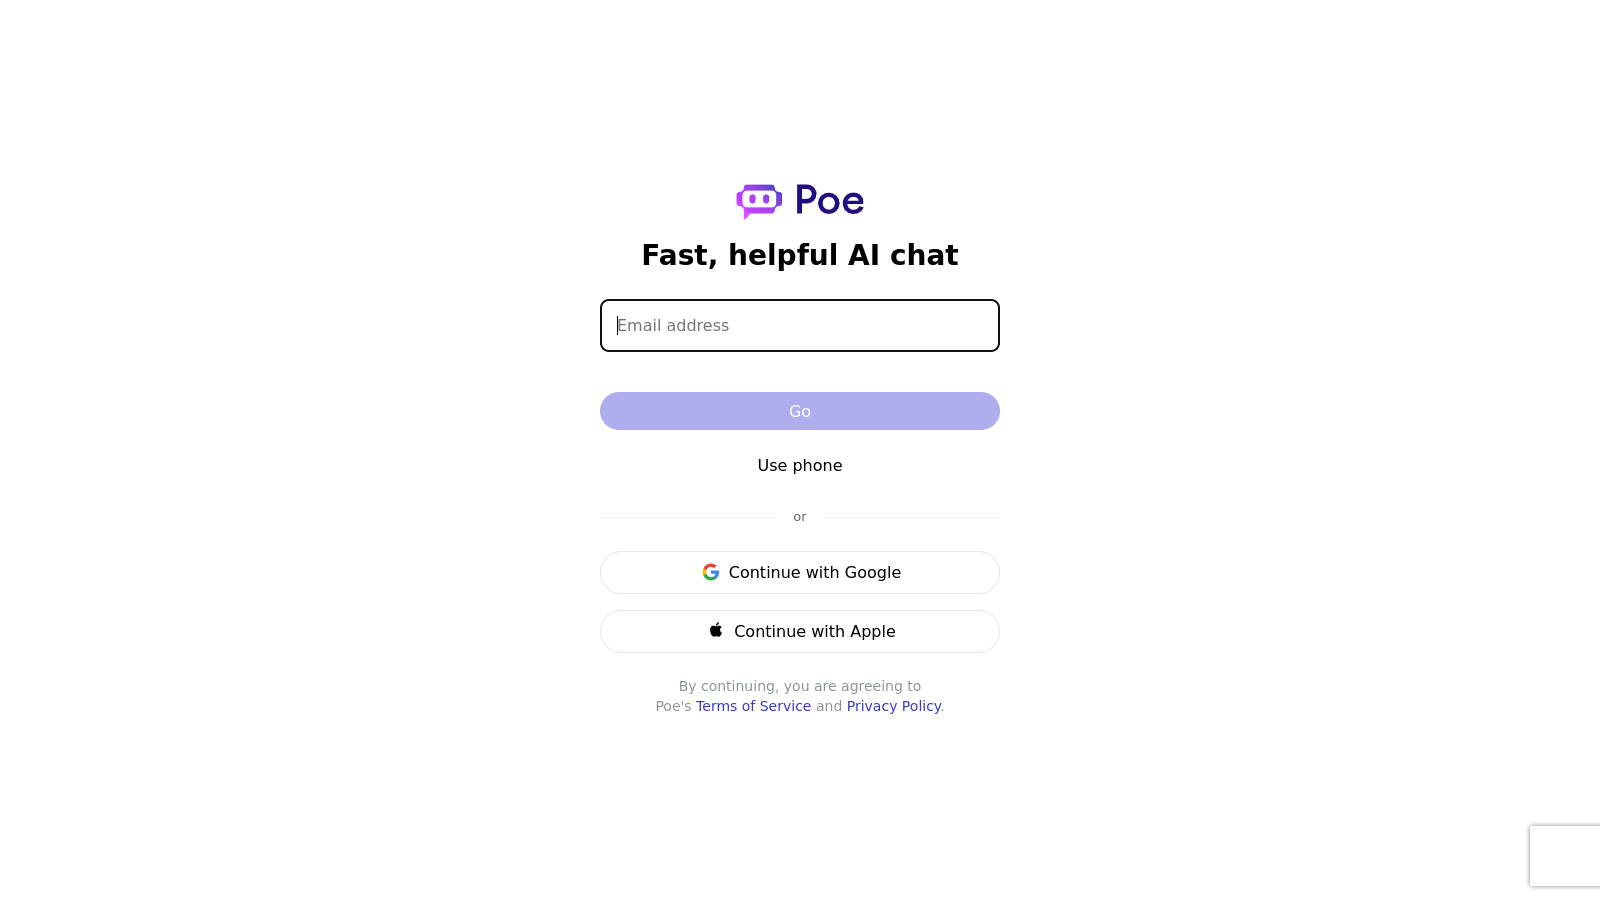 Poe
Fast, helpful AI chat
Email address
Go
Use phone
or
Continue with Google
Continue with Apple
By continuing, you are agreeing to
Poe's Terms of Service and Privacy Policy.